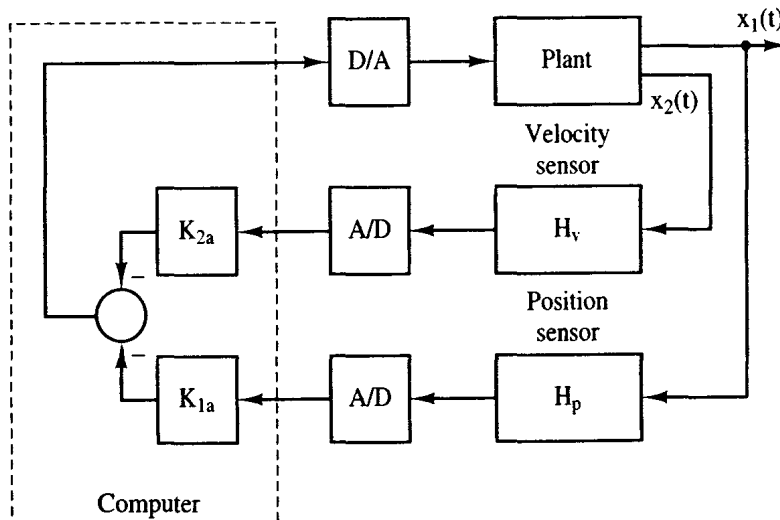 x₁(t)
D/A
Plant
x₂(t)
Velocity
sensor
K₂ₐ
A/D
Hᵥ
–
Position
sensor
–
K₁ₐ
A/D
Hₚ
Computer